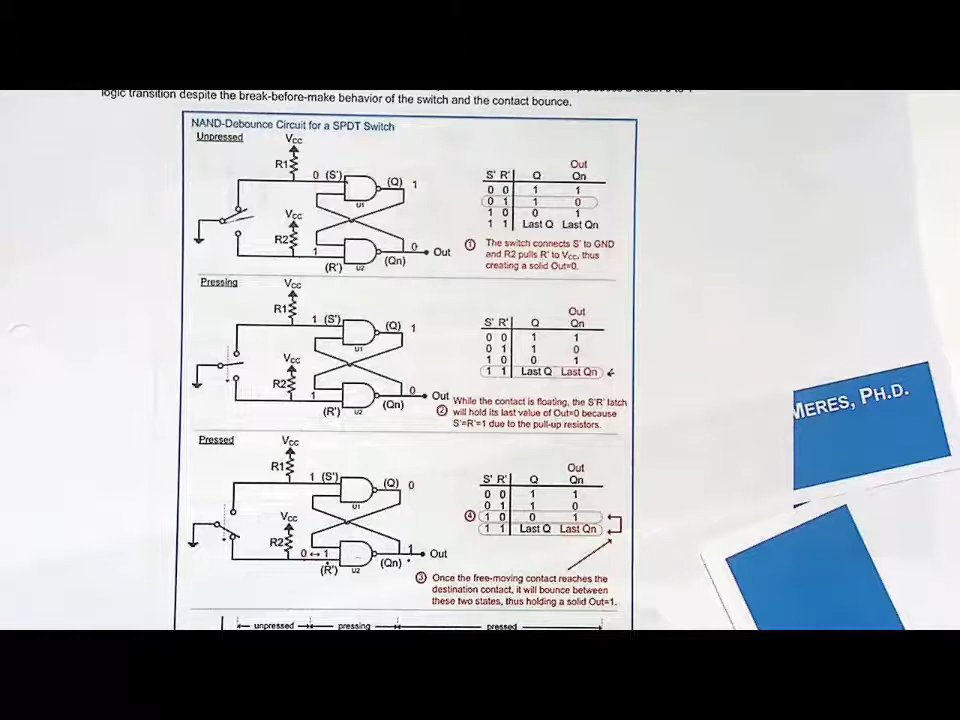 logic transition despite the break-before-make behavior of the switch and the contact bounce.
NAND-Debounce Circuit for a SPDT Switch
Unpressed
VCC
R1
0 (S')
(Q) 1
U1
VCC
R2
1
(R')
U2
0
(Qn)
Out
Out
S' R' Q Qn
0 0 1 1
0 1 1 0
1 0 0 1
1 1 Last Q Last Qn
1 The switch connects S' to GND
and R2 pulls R' to VCC, thus
creating a solid Out=0.
Pressing
VCC
R1
1 (S')
(Q) 1
U1
VCC
R2
1
(R')
U2
0
(Qn)
Out
Out
S' R' Q Qn
0 0 1 1
0 1 1 0
1 0 0 1
1 1 Last Q Last Qn
2 While the contact is floating, the S'R' latch
will hold its last value of Out=0 because
S'=R'=1 due to the pull-up resistors.
Pressed
VCC
R1
1 (S')
(Q) 0
U1
VCC
R2
0 ↔ 1
(R')
U2
1
(Qn)
Out
Out
S' R' Q Qn
0 0 1 1
0 1 1 0
4 1 0 0 1
1 1 Last Q Last Qn
3 Once the free-moving contact reaches the
destination contact, it will bounce between
these two states, thus holding a solid Out=1.
unpressed pressing pressed
MERES, PH.D.